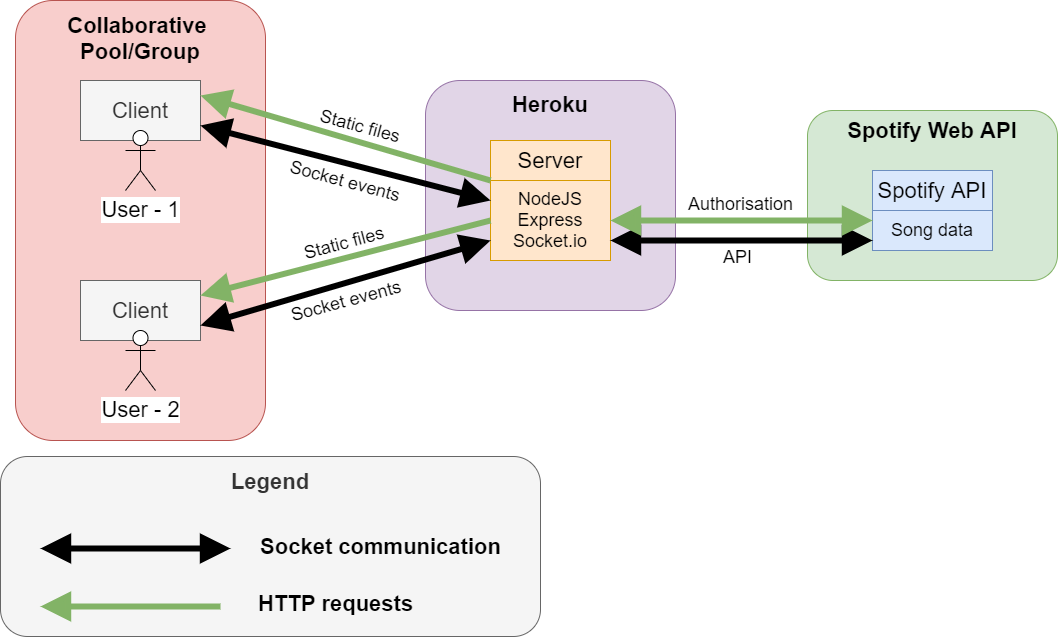 Collaborative
Pool/Group
Client
User - 1
Client
User - 2
Static files
Socket events
Static files
Socket events
Heroku
Server
NodeJS
Express
Socket.io
Authorisation
API
Spotify Web API
Spotify API
Song data
Legend
Socket communication
HTTP requests